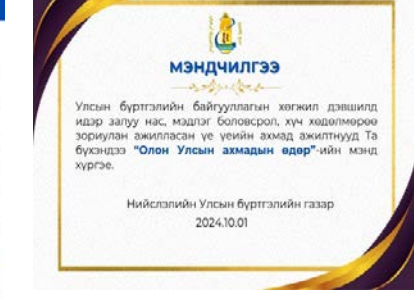 МЭНДЧИЛГЭЭ
Улсын бүртгэлийн байгууллагын хөгжил дэвшилд
идэр залуу нас, мэдлэг боловсрол, хүч хөдөлмөрөө
зориулан ажилласан үе үеийн ахмад ажилтнууд Та
бүхэндээ "Олон Улсын ахмадын өдөр"-ийн мэнд
хүргэе.
Нийслэлийн Улсын бүртгэлийн газар
2024.10.01